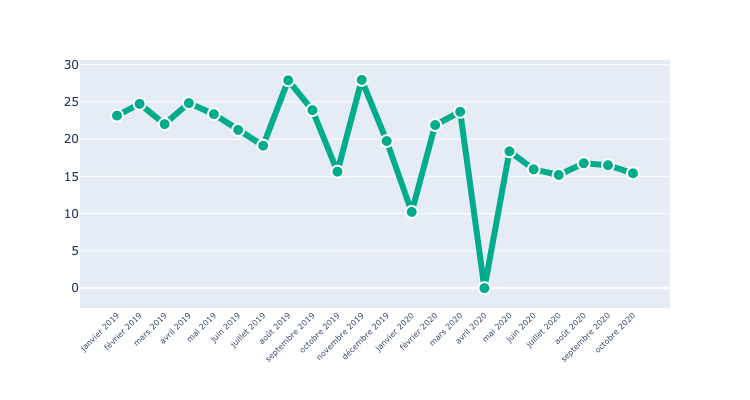 30
25
20
15
10
5
0
janvier 2019
février 2019
mars 2019
avril 2019
mai 2019
juin 2019
juillet 2019
août 2019
septembre 2019
octobre 2019
novembre 2019
décembre 2019
janvier 2020
février 2020
mars 2020
avril 2020
mai 2020
juin 2020
juillet 2020
août 2020
septembre 2020
octobre 2020